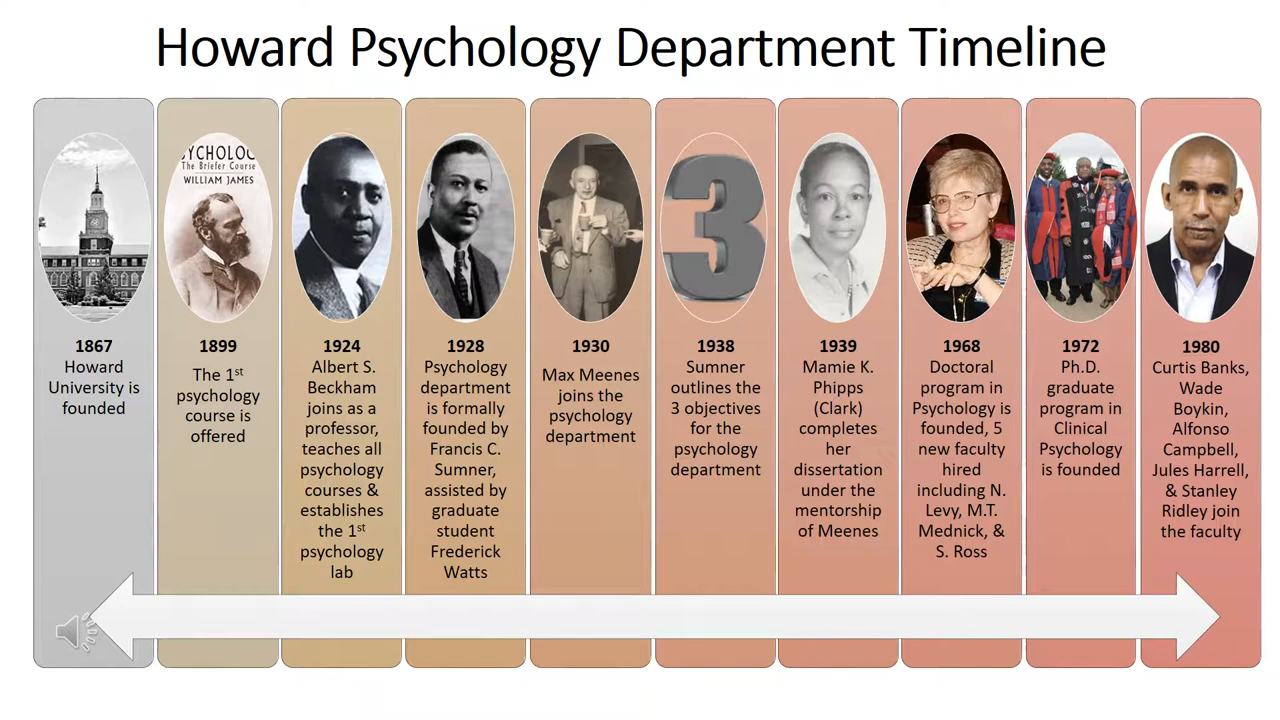 Howard Psychology Department Timeline
YCHOLOG
The Briefer Course
WILLIAM JAMES
3
1867
Howard
University is
founded
1899
The 1st
psychology
course is
offered
1924
Albert S.
Beckham
joins as a
professor,
teaches all
psychology
courses &
establishes
the 1st
psychology
lab
1928
Psychology
department
is formally
founded by
Francis C.
Sumner,
assisted by
graduate
student
Frederick
Watts
1930
Max Meenes
joins the
psychology
department
1938
Sumner
outlines the
3 objectives
for the
psychology
department
1939
Mamie K.
Phipps
(Clark)
completes
her
dissertation
under the
mentorship
of Meenes
1968
Doctoral
program in
Psychology is
founded, 5
new faculty
hired
including N.
Levy, M.T.
Mednick, &
S. Ross
1972
Ph.D.
graduate
program in
Clinical
Psychology
is founded
1980
Curtis Banks,
Wade
Boykin,
Alfonso
Campbell,
Jules Harrell,
& Stanley
Ridley join
the faculty